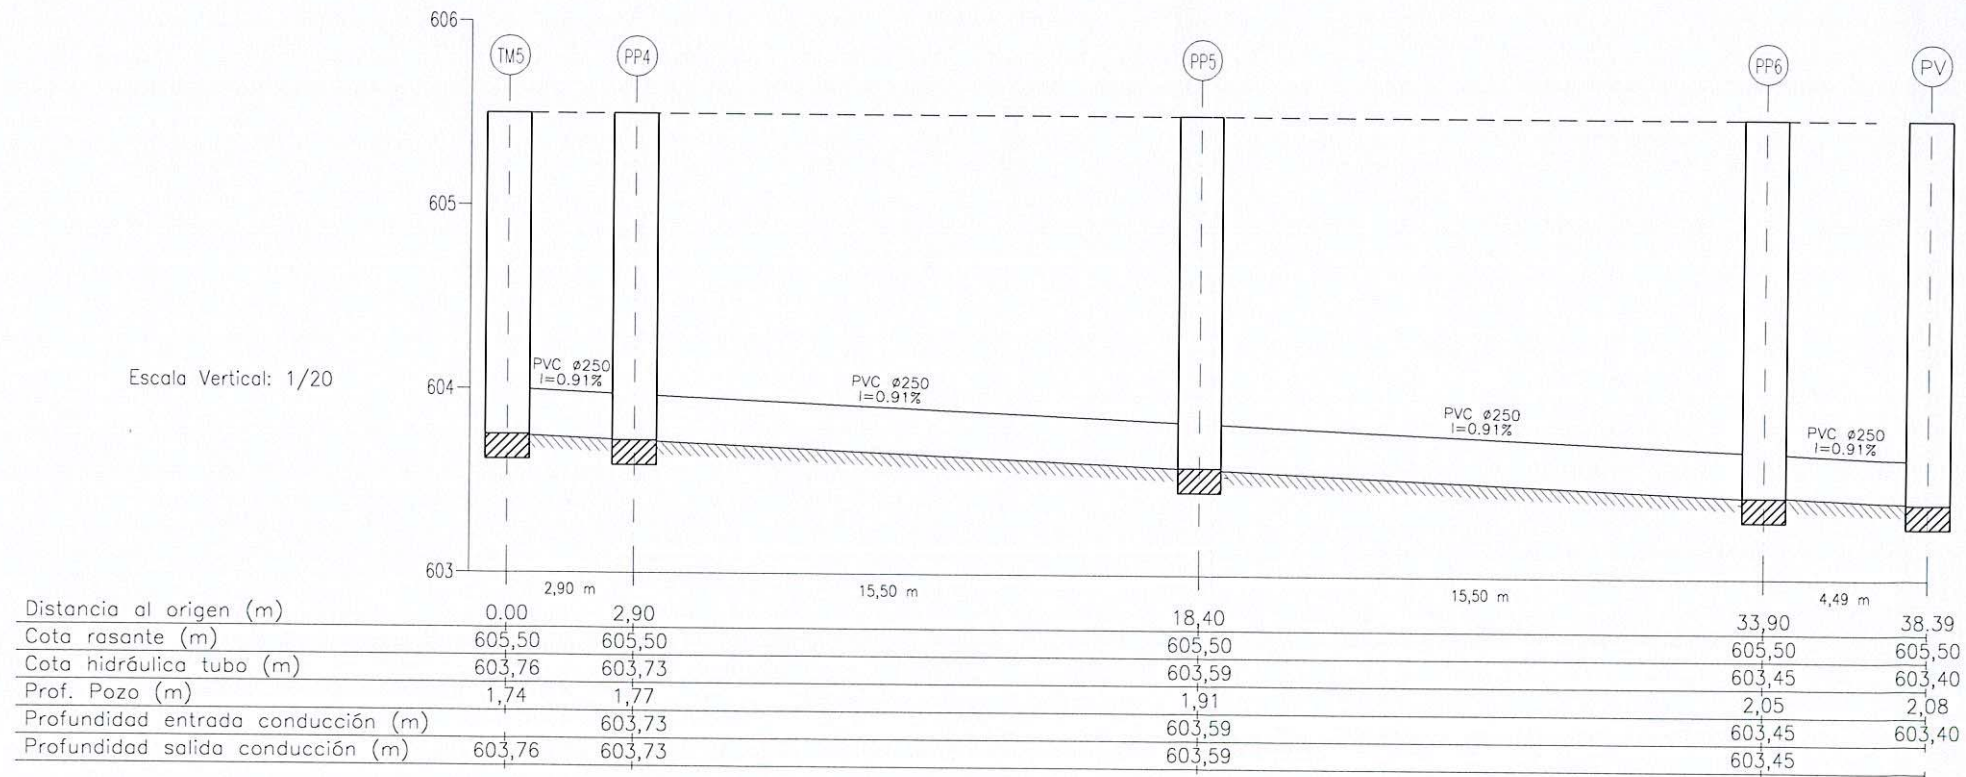 606
TM5 PP4 PP5 PP6 PV
605
Escala Vertical: 1/20
604
PVC ø250
I=0.91%
PVC ø250
I=0.91%
PVC ø250
I=0.91%
PVC ø250
I=0.91%
603
2,90 m 15,50 m 15,50 m 4,49 m
Distancia al origen (m) 0.00 2,90 18,40 33,90 38.39
Cota rasante (m) 605,50 605,50 605,50 605,50 605,50
Cota hidráulica tubo (m) 603,76 603,73 603,59 603,45 603,40
Prof. Pozo (m) 1,74 1,77 1,91 2,05 2,08
Profundidad entrada conducción (m) 603,73 603,59 603,45 603,40
Profundidad salida conducción (m) 603,76 603,73 603,59 603,45